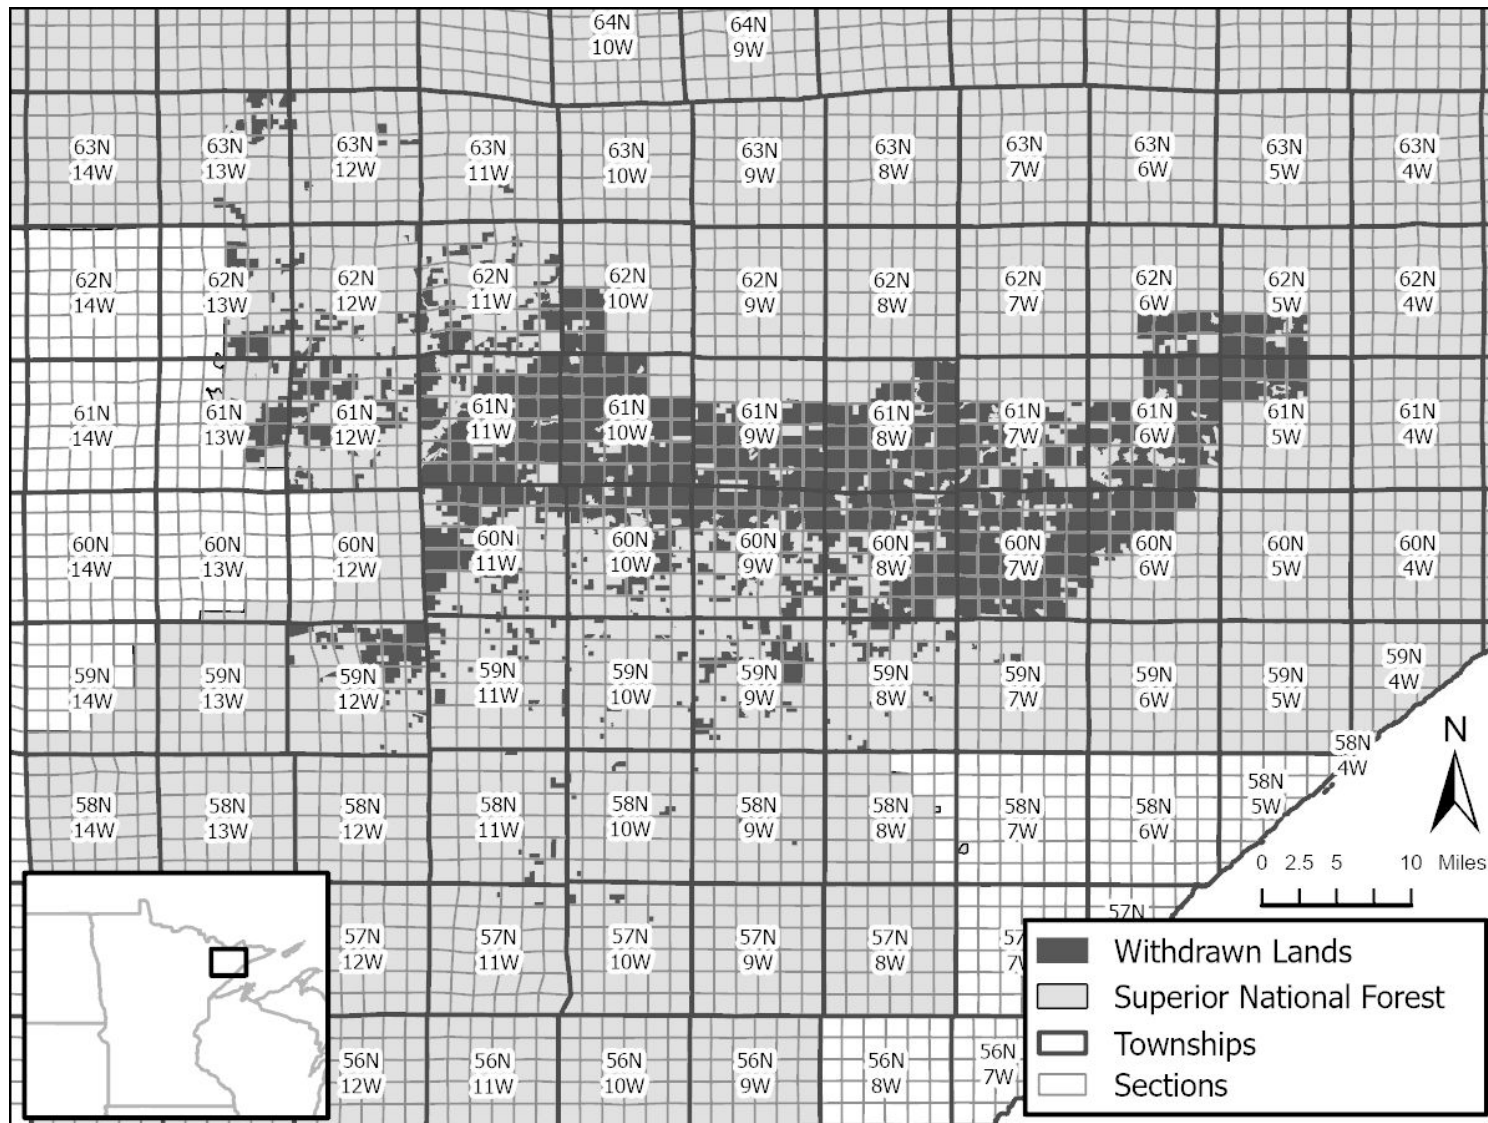 64N 64N
10W 9W
63N 63N 63N 63N 63N 63N 63N 63N 63N 63N 63N
14W 13W 12W 11W 10W 9W 8W 7W 6W 5W 4W
62N 62N 62N 62N 62N 62N 62N 62N 62N 62N 62N
14W 13W 12W 11W 10W 9W 8W 7W 6W 5W 4W
61N 61N 61N 61N 61N 61N 61N 61N 61N 61N 61N
14W 13W 12W 11W 10W 9W 8W 7W 6W 5W 4W
60N 60N 60N 60N 60N 60N 60N 60N 60N 60N 60N
14W 13W 12W 11W 10W 9W 8W 7W 6W 5W 4W
59N 59N 59N 59N 59N 59N 59N 59N 59N 59N 59N
14W 13W 12W 11W 10W 9W 8W 7W 6W 5W 4W
58N 58N 58N 58N 58N 58N 58N 58N 58N 58N 58N
14W 13W 12W 11W 10W 9W 8W 7W 6W 5W 4W
N
0 2.5 5 10 Miles
57N 57N 57N 57N 57N 57N
12W 11W 10W 9W 8W
56N 56N 56N 56N 56N 56N
12W 11W 10W 9W 8W 7W
Withdrawn Lands
Superior National Forest
Townships
Sections